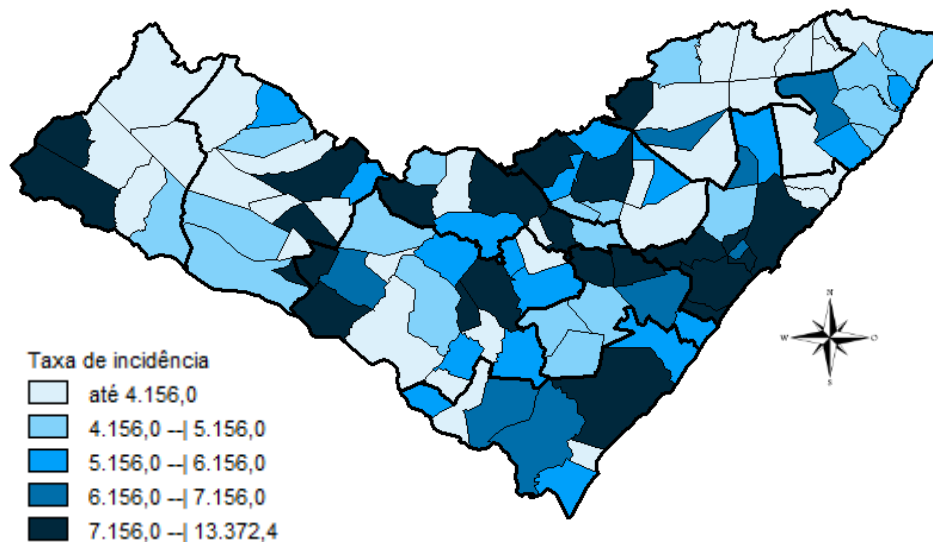 N
W
O
S
Taxa de incidência
até 4.156,0
4.156,0 --| 5.156,0
5.156,0 --| 6.156,0
6.156,0 --| 7.156,0
7.156,0 --| 13.372,4